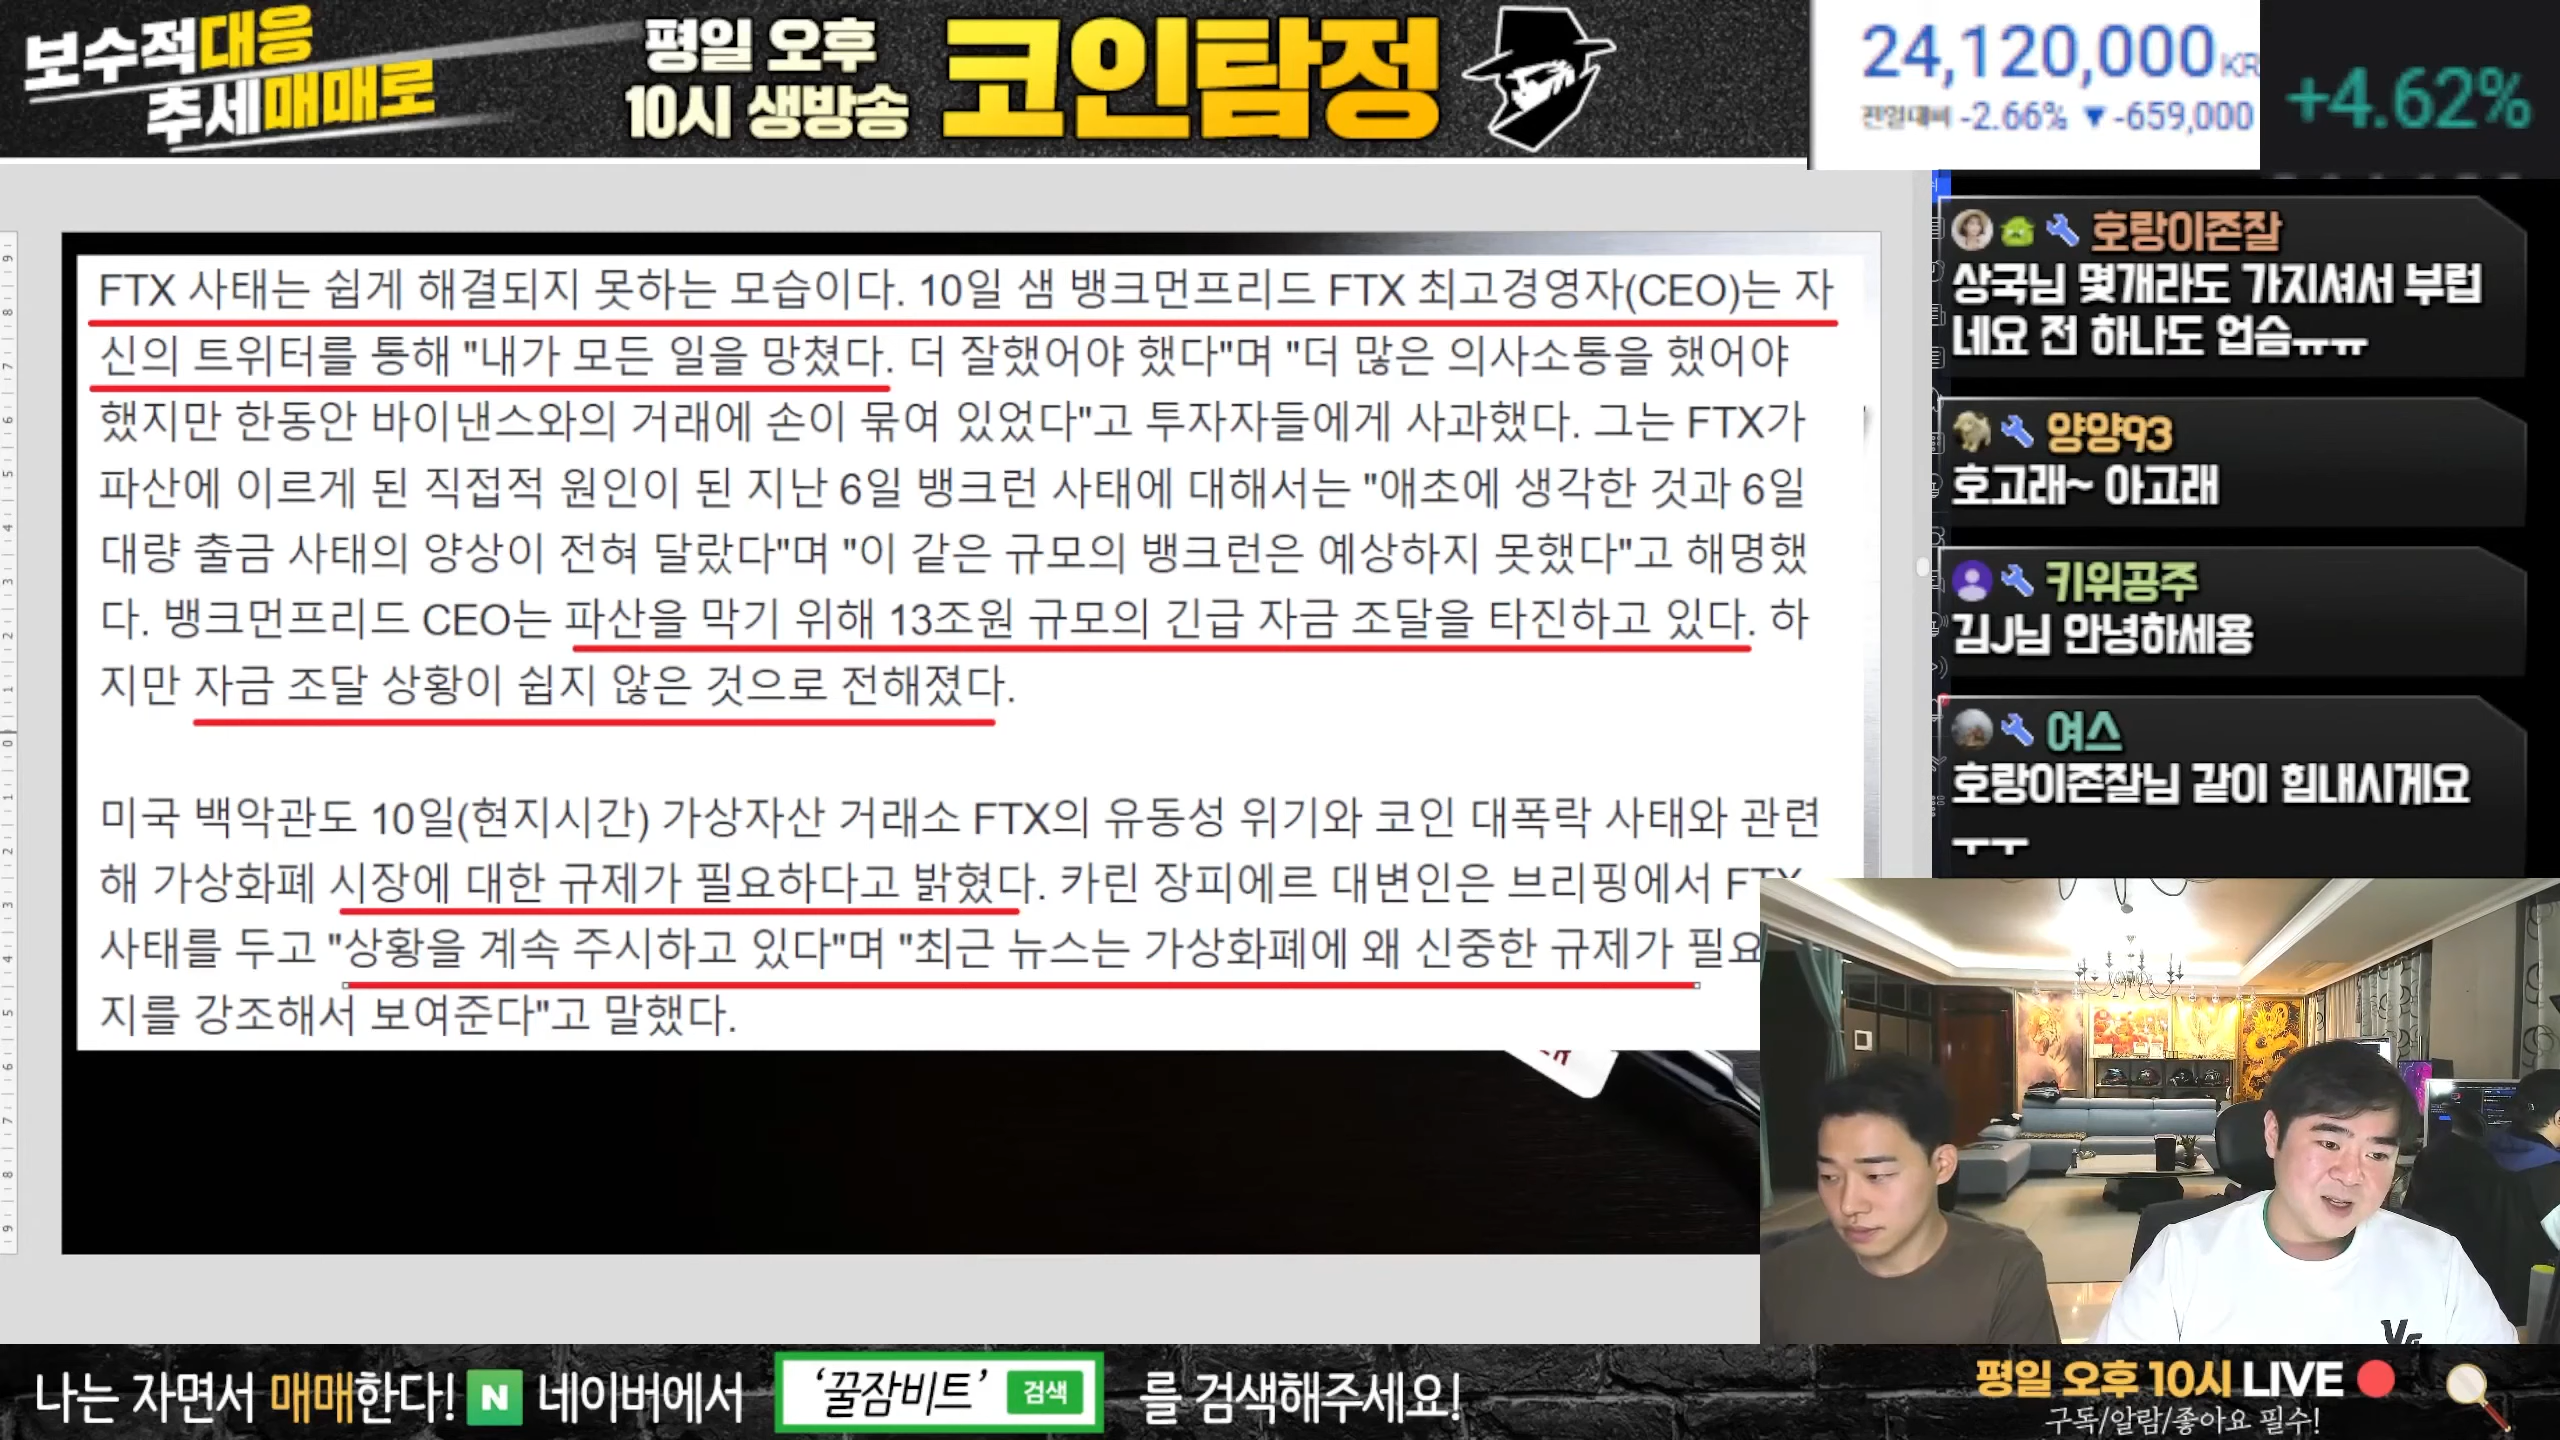 보수적대응
추세매매로
평일 오후
10시 생방송
코인탐정
24,120,000
전일대비 -2.66% ▼ -659,000
+4.62%
FTX 사태는 쉽게 해결되지 못하는 모습이다. 10일 샘 뱅크먼프리드 FTX 최고경영자(CEO)는 자
신의 트위터를 통해 "내가 모든 일을 망쳤다. 더 잘했어야 했다"며 "더 많은 의사소통을 했어야
했지만 한동안 바이낸스와의 거래에 손이 묶여 있었다"고 투자자들에게 사과했다. 그는 FTX가
파산에 이르게 된 직접적 원인이 된 지난 6일 뱅크런 사태에 대해서는 "애초에 생각한 것과 6일
대량 출금 사태의 양상이 전혀 달랐다"며 "이 같은 규모의 뱅크런은 예상하지 못했다"고 해명했
다. 뱅크먼프리드 CEO는 파산을 막기 위해 13조원 규모의 긴급 자금 조달을 타진하고 있다. 하
지만 자금 조달 상황이 쉽지 않은 것으로 전해졌다.
미국 백악관도 10일(현지시간) 가상자산 거래소 FTX의 유동성 위기와 코인 대폭락 사태와 관련
해 가상화폐 시장에 대한 규제가 필요하다고 밝혔다. 카린 장피에르 대변인은 브리핑에서 FTX
사태를 두고 "상황을 계속 주시하고 있다"며 "최근 뉴스는 가상화폐에 왜 신중한 규제가 필요
지를 강조해서 보여준다"고 말했다.
호랑이존잘
상국님 몇개라도 가지셔서 부럽
네요 전 하나도 업슴ㅠㅠ
양양93
호고래~ 아고래
키위공주
김J님 안녕하세용
여스
호랑이존잘님 같이 힘내시게요
ㅜㅜ
나는 자면서 매매한다! N 네이버에서 '꿀잠비트' 검색 를 검색해주세요!
평일 오후 10시 LIVE
구독/알람/좋아요 필수!